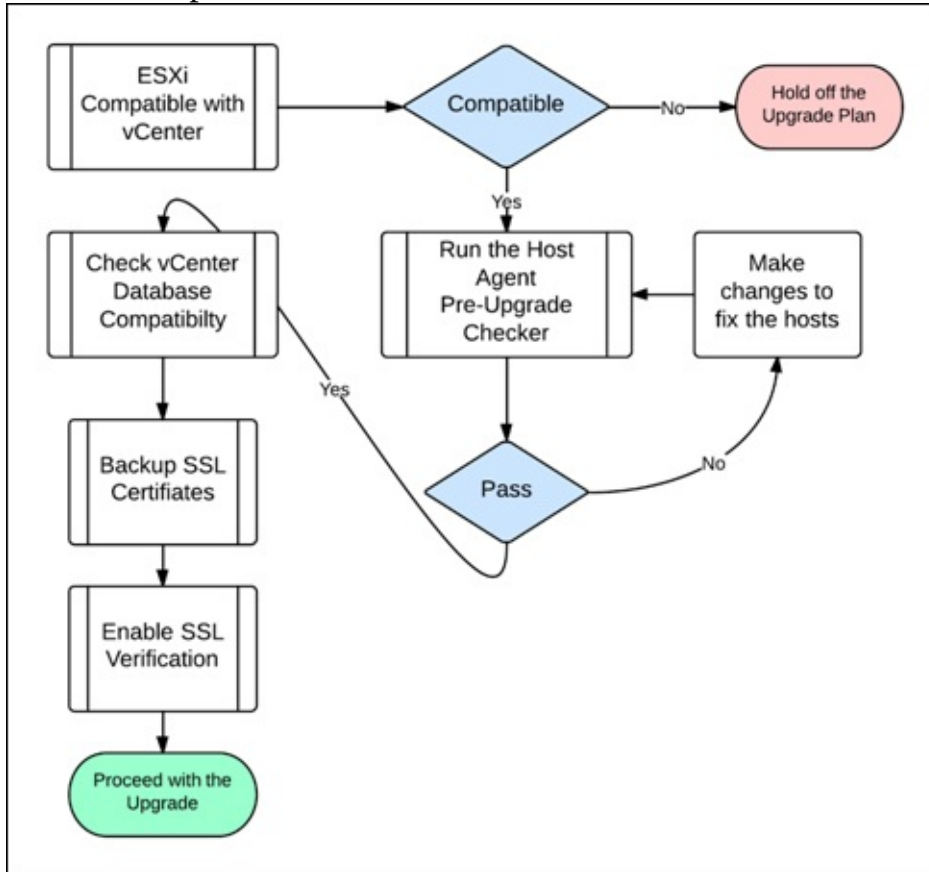 ESXi
Compatible with
vCenter
Compatible
No
Hold off the
Upgrade Plan
Yes
Check vCenter
Database
Compatibilty
Run the Host
Agent
Pre-Upgrade
Checker
Make
changes to
fix the hosts
Yes
Backup SSL
Certifiates
Pass
No
Enable SSL
Verification
Proceed with the
Upgrade